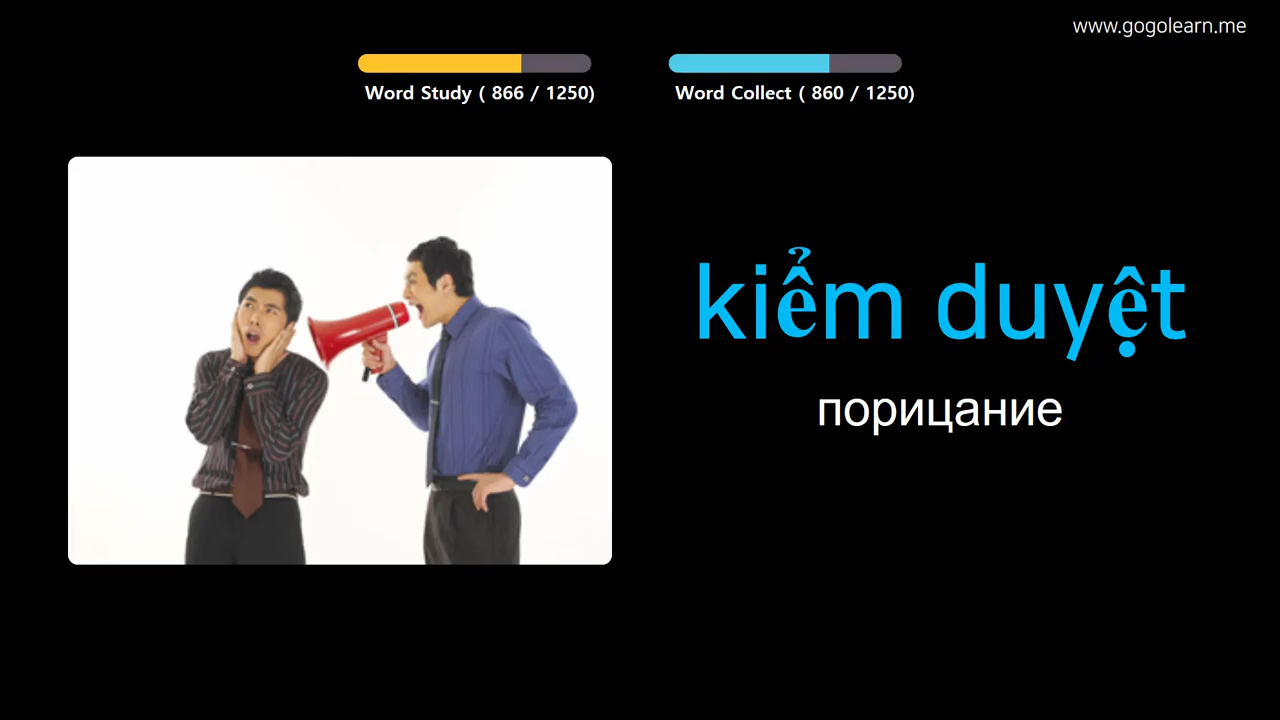 www.gogolearn.me
Word Study ( 866 / 1250)
Word Collect ( 860 / 1250)
kiểm duyệt
порицание